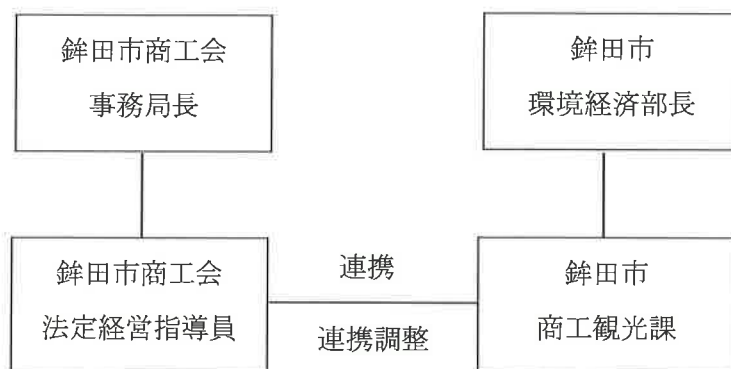 鉾田市商工会
事務局長
鉾田市
環境経済部長
鉾田市商工会
法定経営指導員
連携
連携調整
鉾田市
商工観光課